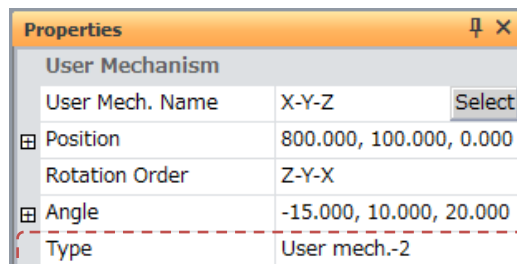 Properties
User Mechanism
User Mech. Name X-Y-Z Select
Position 800.000, 100.000, 0.000
Rotation Order Z-Y-X
Angle -15.000, 10.000, 20.000
Type User mech.-2